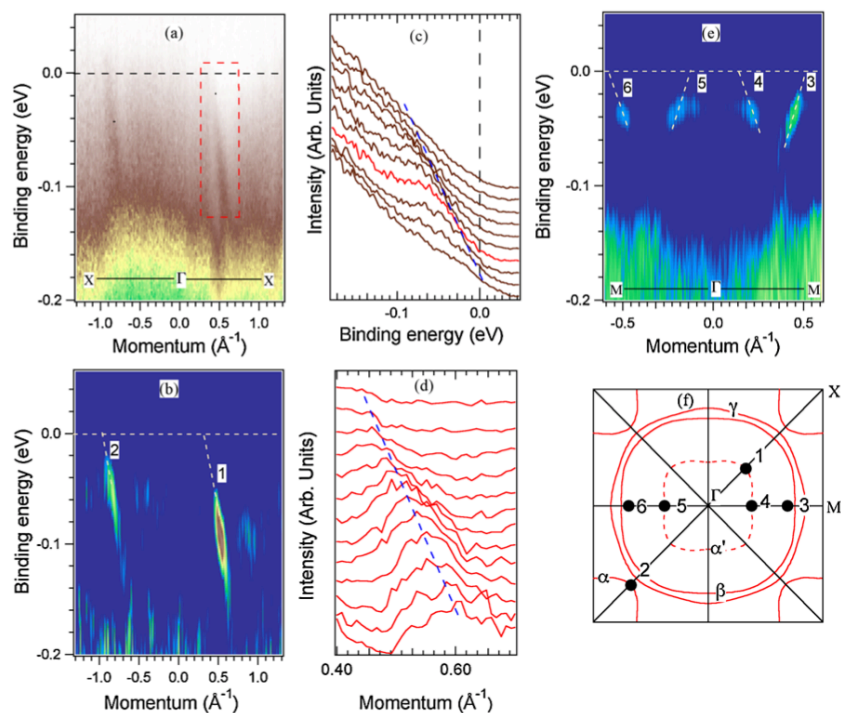 (a)
Binding energy (eV)
0.0
-0.1
-0.2
X Γ X
-1.0 -0.5 0.0 0.5 1.0
Momentum (Å⁻¹)
(c)
Intensity (Arb. Units)
-0.1 0.0
Binding energy (eV)
(e)
Binding energy (eV)
0.0
-0.1
-0.2
6 5 4 3
M Γ M
-0.5 0.0 0.5
Momentum (Å⁻¹)
(b)
Binding energy (eV)
0.0
-0.1
-0.2
2 1
-1.0 -0.5 0.0 0.5 1.0
Momentum (Å⁻¹)
(d)
Intensity (Arb. Units)
0.40 0.60
Momentum (Å⁻¹)
(f) γ X
1
Γ
6 5 4 3 M
α'
α 2
β